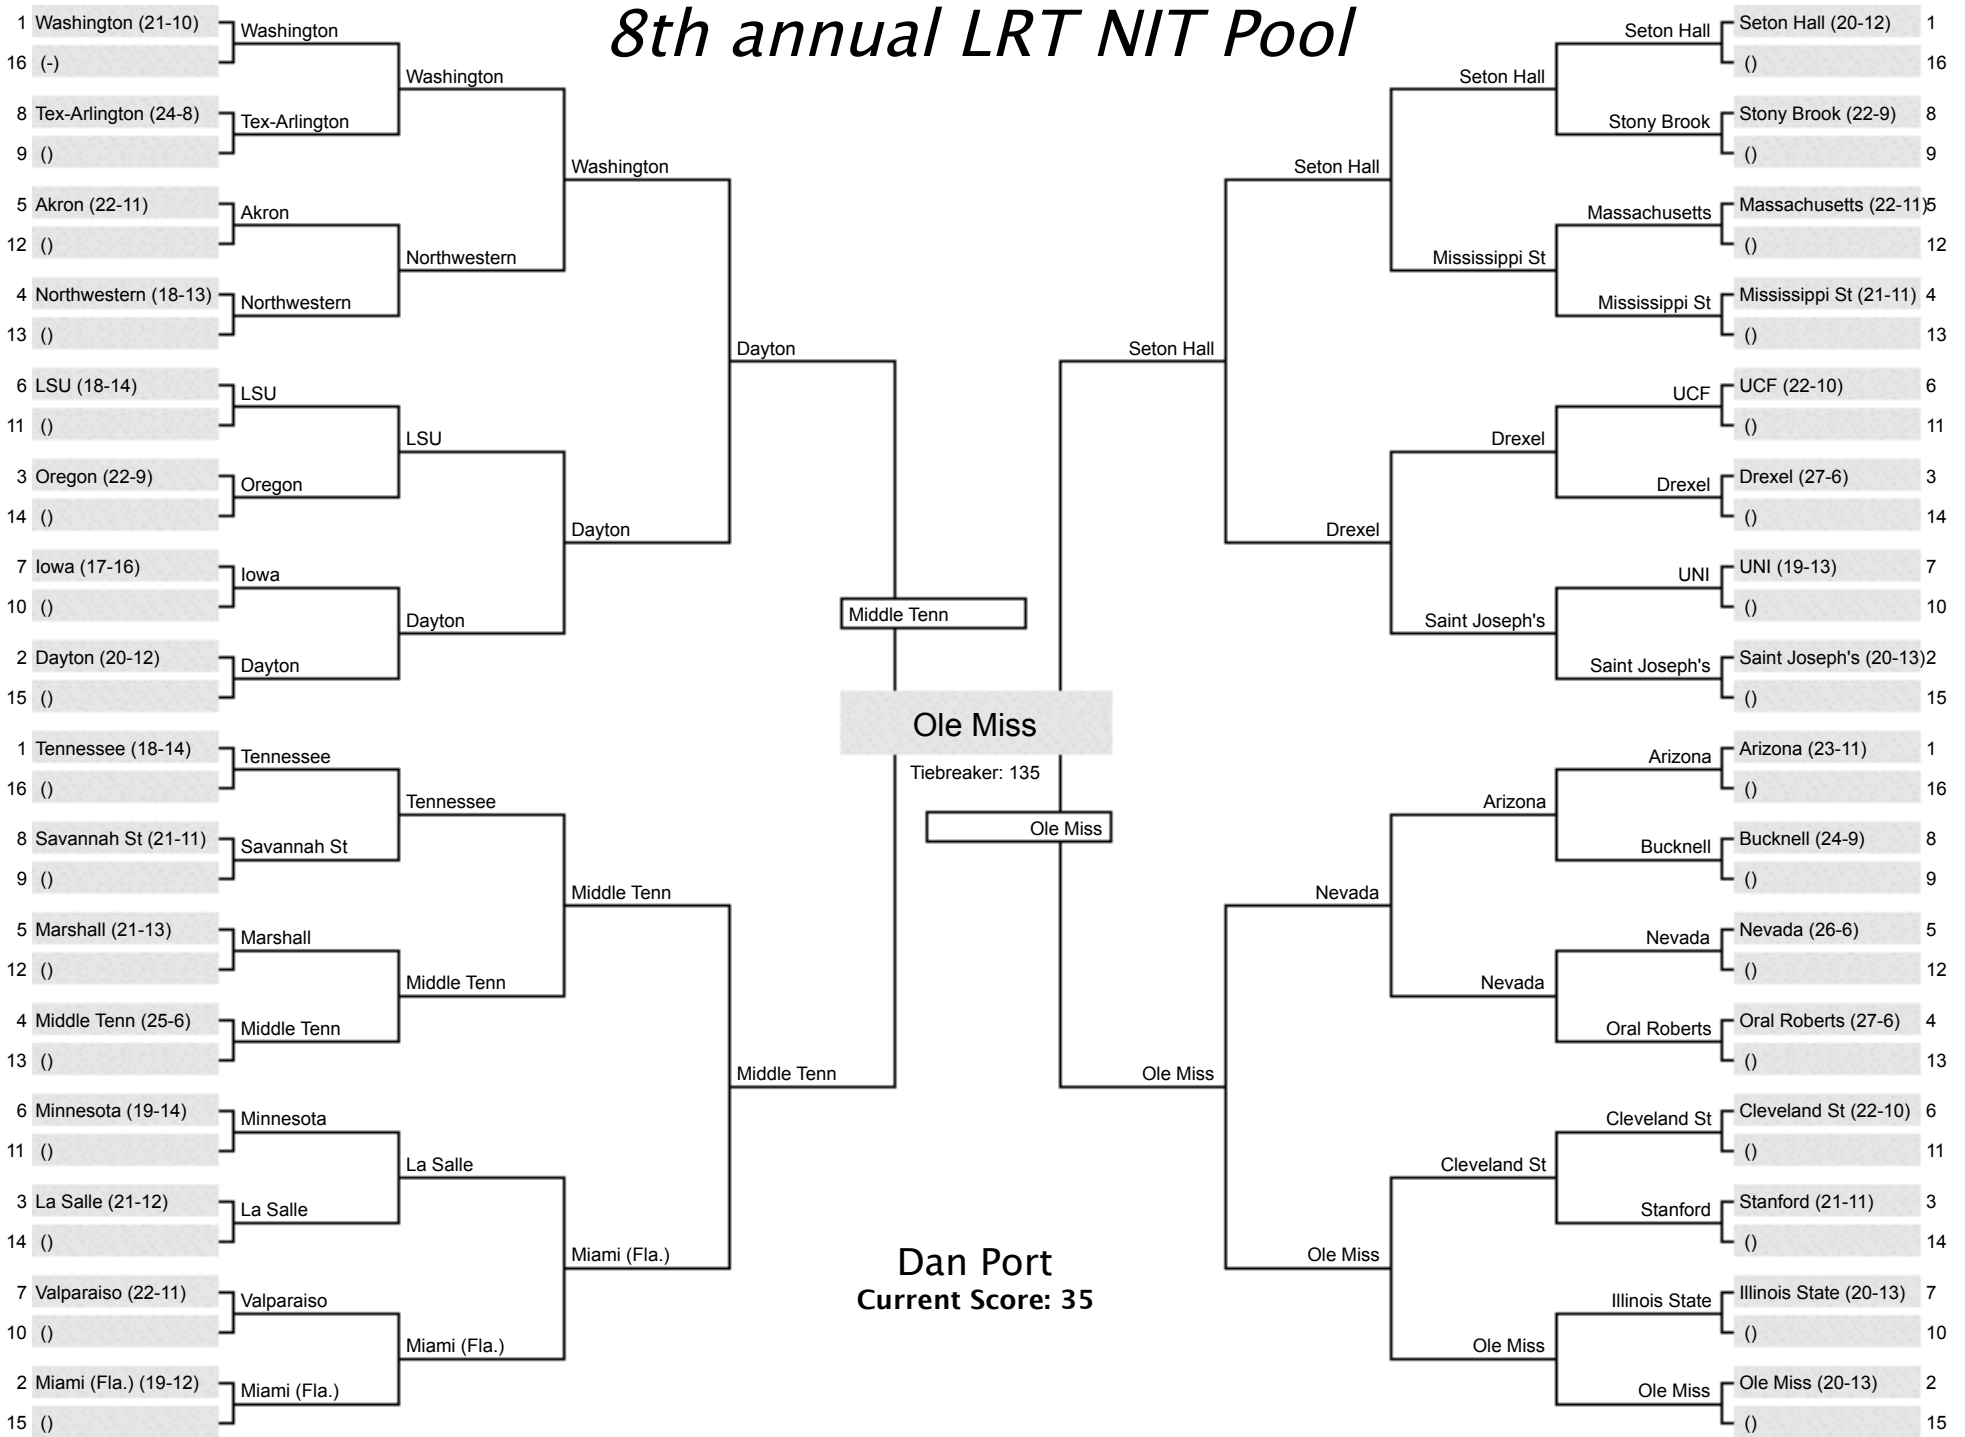 8th annual LRT NIT Pool
1 Washington (21-10)
16 (-)
8 Tex-Arlington (24-8)
9 ()
5 Akron (22-11)
12 ()
4 Northwestern (18-13)
13 ()
6 LSU (18-14)
11 ()
3 Oregon (22-9)
14 ()
7 Iowa (17-16)
10 ()
2 Dayton (20-12)
15 ()
1 Tennessee (18-14)
16 ()
8 Savannah St (21-11)
9 ()
5 Marshall (21-13)
12 ()
4 Middle Tenn (25-6)
13 ()
6 Minnesota (19-14)
11 ()
3 La Salle (21-12)
14 ()
7 Valparaiso (22-11)
10 ()
2 Miami (Fla.) (19-12)
15 ()
Washington
Tex-Arlington
Akron
Northwestern
LSU
Oregon
Iowa
Dayton
Tennessee
Savannah St
Marshall
Middle Tenn
Minnesota
La Salle
Valparaiso
Miami (Fla.)
Washington
Northwestern
LSU
Dayton
Tennessee
Middle Tenn
La Salle
Miami (Fla.)
Washington
Dayton
Middle Tenn
Miami (Fla.)
Dayton
Middle Tenn
Middle Tenn
Ole Miss
Tiebreaker: 135
Ole Miss
Dan Port
Current Score: 35
Seton Hall
Ole Miss
Seton Hall
Drexel
Nevada
Ole Miss
Seton Hall
Mississippi St
Drexel
Saint Joseph's
Arizona
Nevada
Cleveland St
Ole Miss
Seton Hall
Stony Brook
Massachusetts
Mississippi St
UCF
Drexel
UNI
Saint Joseph's
Arizona
Bucknell
Nevada
Oral Roberts
Cleveland St
Stanford
Illinois State
Ole Miss
Seton Hall (20-12) 1
() 16
Stony Brook (22-9) 8
() 9
Massachusetts (22-11) 5
() 12
Mississippi St (21-11) 4
() 13
UCF (22-10) 6
() 11
Drexel (27-6) 3
() 14
UNI (19-13) 7
() 10
Saint Joseph's (20-13) 2
() 15
Arizona (23-11) 1
() 16
Bucknell (24-9) 8
() 9
Nevada (26-6) 5
() 12
Oral Roberts (27-6) 4
() 13
Cleveland St (22-10) 6
() 11
Stanford (21-11) 3
() 14
Illinois State (20-13) 7
() 10
Ole Miss (20-13) 2
() 15